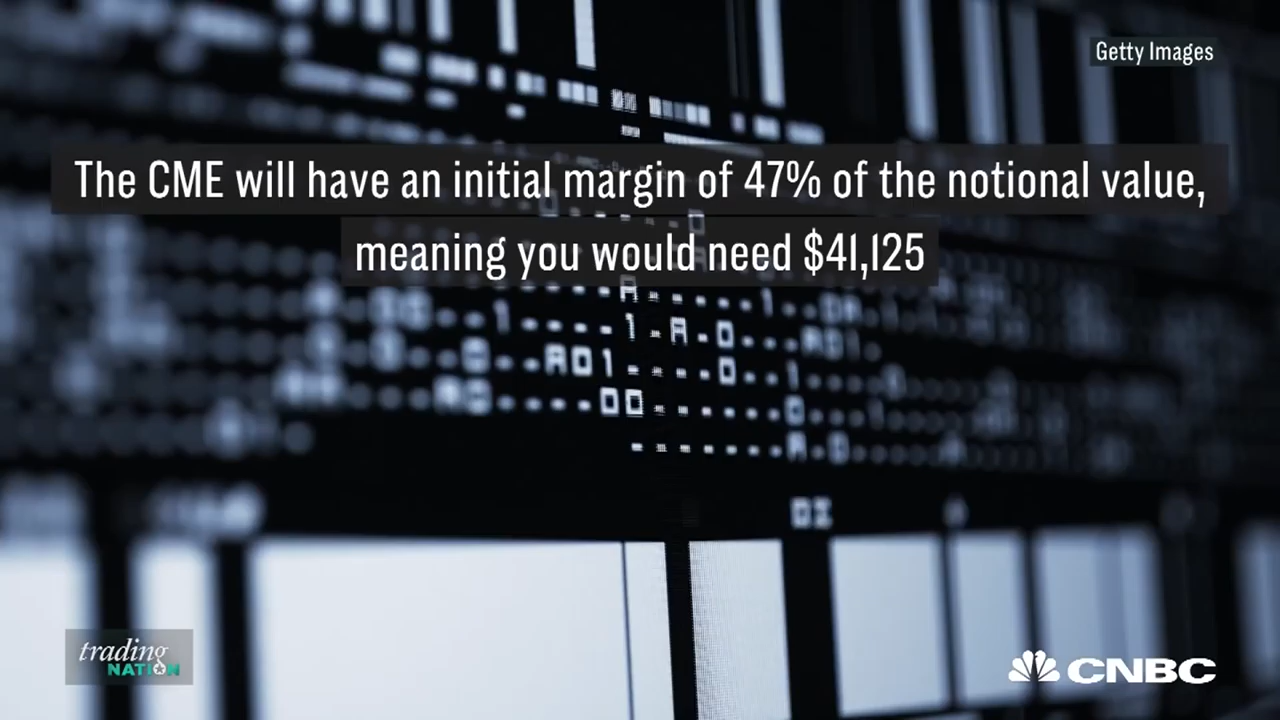 Getty Images
The CME will have an initial margin of 47% of the notional value,
meaning you would need $41,125
trading
NATION
CNBC